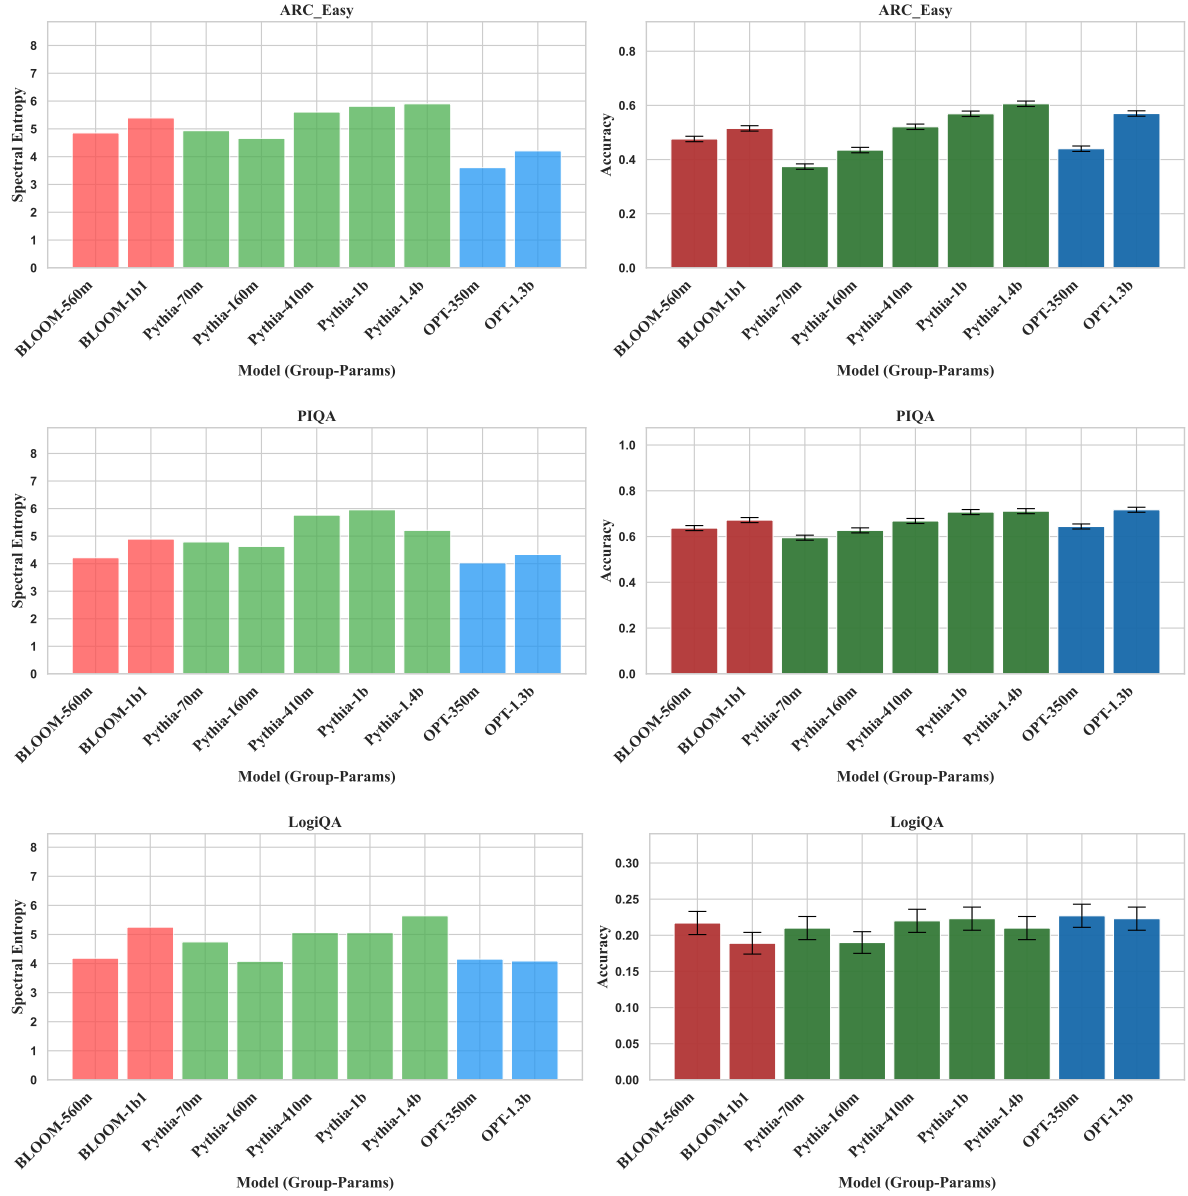 ARC_Easy
Spectral Entropy
8
7
6
5
4
3
2
1
0
BLOOM-560m
BLOOM-1b1
Pythia-70m
Pythia-160m
Pythia-410m
Pythia-1b
Pythia-1.4b
OPT-350m
OPT-1.3b
Model (Group-Params)
ARC_Easy
Accuracy
0.8
0.6
0.4
0.2
0.0
BLOOM-560m
BLOOM-1b1
Pythia-70m
Pythia-160m
Pythia-410m
Pythia-1b
Pythia-1.4b
OPT-350m
OPT-1.3b
Model (Group-Params)
PIQA
Spectral Entropy
8
7
6
5
4
3
2
1
0
BLOOM-560m
BLOOM-1b1
Pythia-70m
Pythia-160m
Pythia-410m
Pythia-1b
Pythia-1.4b
OPT-350m
OPT-1.3b
Model (Group-Params)
PIQA
Accuracy
1.0
0.8
0.6
0.4
0.2
0.0
BLOOM-560m
BLOOM-1b1
Pythia-70m
Pythia-160m
Pythia-410m
Pythia-1b
Pythia-1.4b
OPT-350m
OPT-1.3b
Model (Group-Params)
LogiQA
Spectral Entropy
8
7
6
5
4
3
2
1
0
BLOOM-560m
BLOOM-1b1
Pythia-70m
Pythia-160m
Pythia-410m
Pythia-1b
Pythia-1.4b
OPT-350m
OPT-1.3b
Model (Group-Params)
LogiQA
Accuracy
0.30
0.25
0.20
0.15
0.10
0.05
0.00
BLOOM-560m
BLOOM-1b1
Pythia-70m
Pythia-160m
Pythia-410m
Pythia-1b
Pythia-1.4b
OPT-350m
OPT-1.3b
Model (Group-Params)